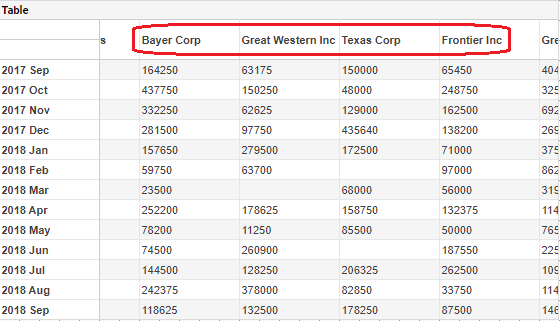 Table
s Bayer Corp Great Western Inc Texas Corp Frontier Inc Gre
2017 Sep 164250 63175 150000 65450 404
2017 Oct 437750 150250 48000 248750 325
2017 Nov 332250 62625 129000 162500 692
2017 Dec 281500 97750 435640 138200 269
2018 Jan 157650 279500 172500 71000 375
2018 Feb 59750 63700 97000 862
2018 Mar 23500 68000 56000 319
2018 Apr 252200 178625 158750 132375 114
2018 May 78200 11250 85500 50000 765
2018 Jun 74500 260900 187550 225
2018 Jul 144500 128250 206325 262500 109
2018 Aug 242375 378000 82850 33750 114
2018 Sep 118625 132500 178250 87500 146